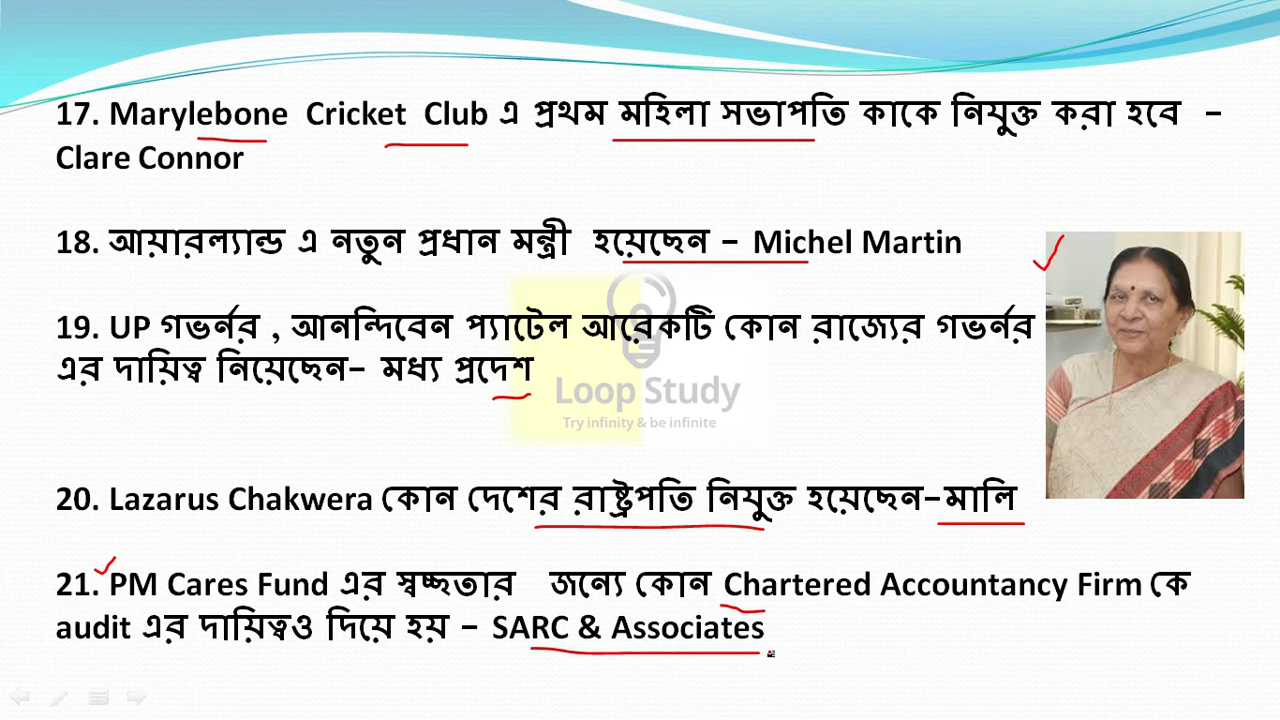 17. Marylebone Cricket Club এ প্রথম মহিলা সভাপতি কাকে নিযুক্ত করা হবে –
Clare Connor
18. আয়ারল্যান্ড এ নতুন প্রধান মন্ত্রী হয়েছেন – Michel Martin
19. UP গভর্নর , আনন্দিবেন প্যাটেল আরেকটি কোন রাজ্যের গভর্নর
এর দায়িত্ব নিয়েছেন– মধ্য প্রদেশ
Loop Study
Try infinity & be infinite
20. Lazarus Chakwera কোন দেশের রাষ্ট্রপতি নিযুক্ত হয়েছেন–মালি
21. PM Cares Fund এর স্বচ্ছতার জন্যে কোন Chartered Accountancy Firm কে
audit এর দায়িত্বও দিয়ে হয় – SARC & Associates